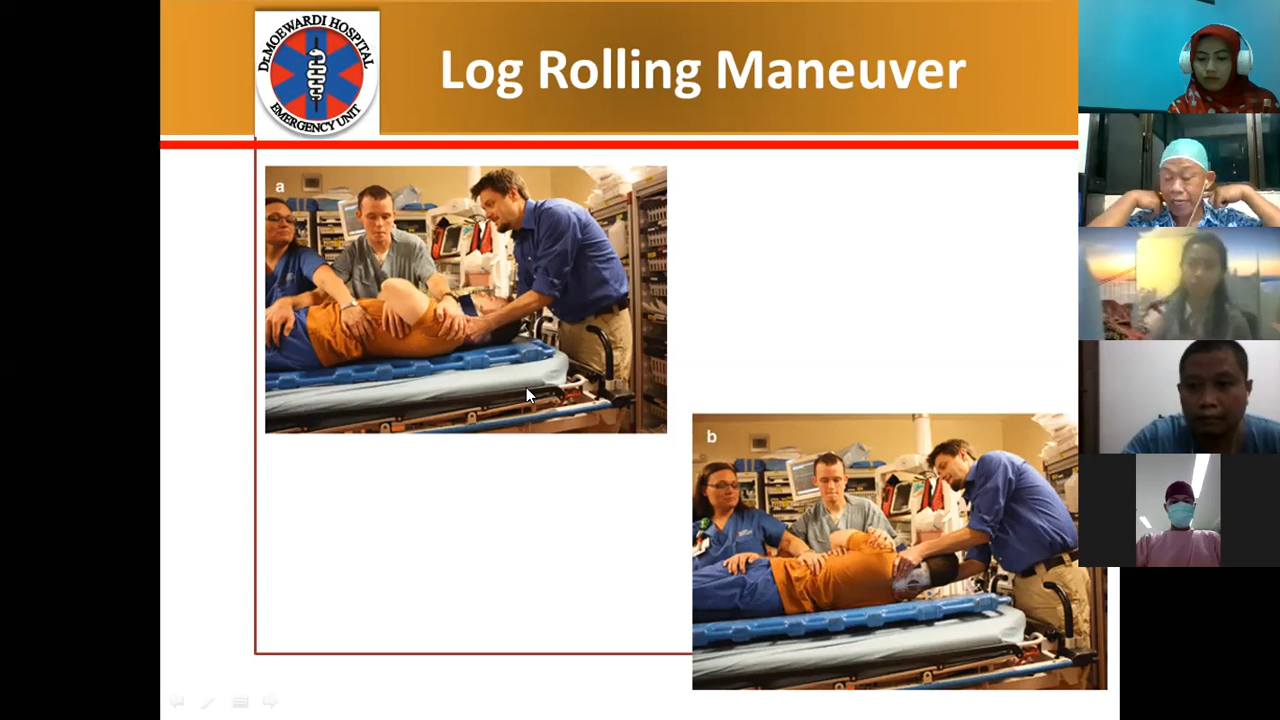 Dr.MOEWARDI HOSPITAL
EMERGENCY UNIT
Log Rolling Maneuver
a
b